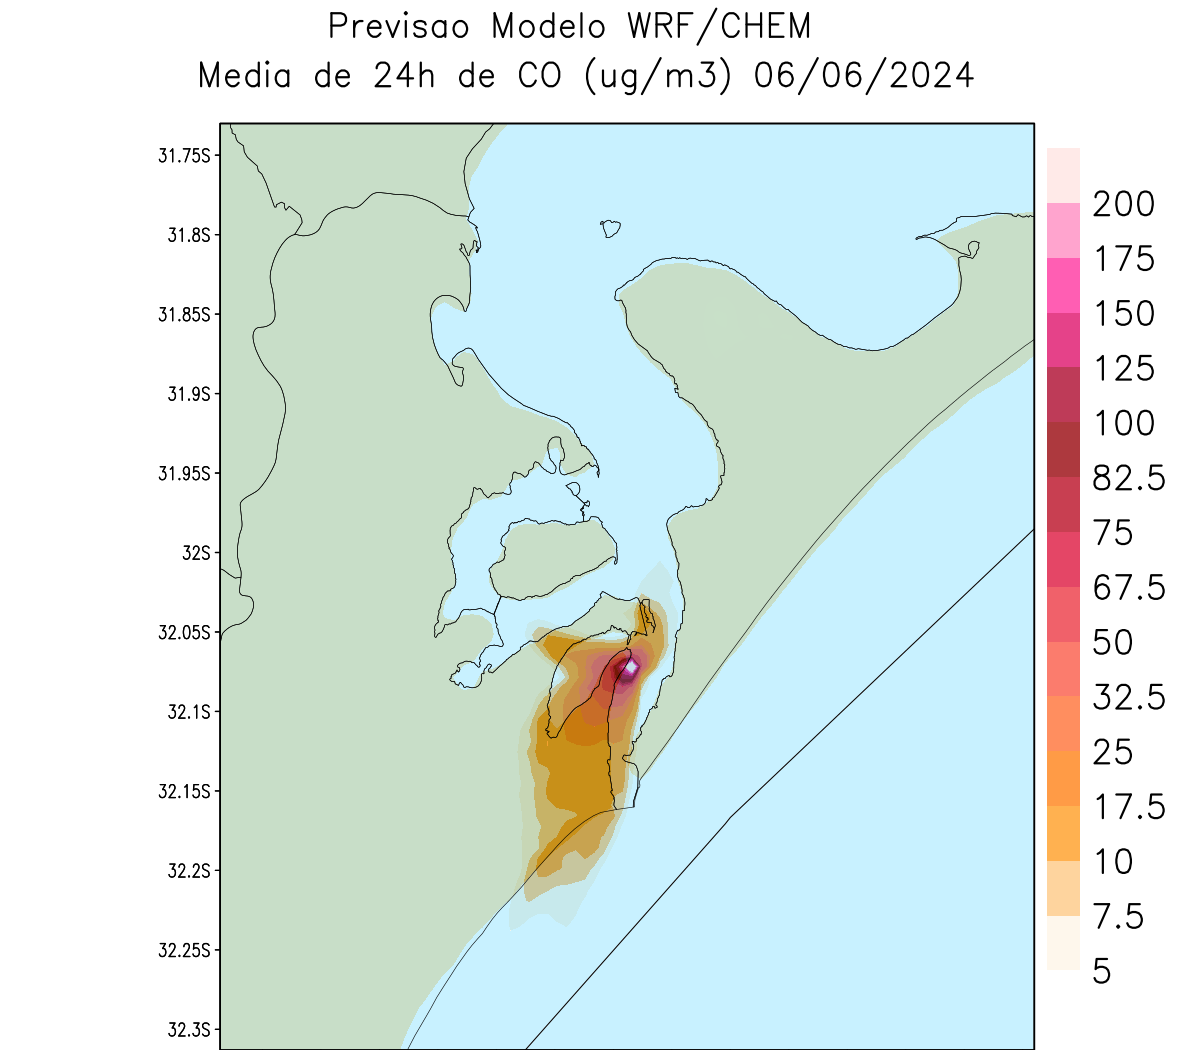 Previsao Modelo WRF/CHEM
Media de 24h de CO (ug/m3) 06/06/2024
31.75S
31.8S
31.85S
31.9S
31.95S
32S
32.05S
32.1S
32.15S
32.2S
32.25S
32.3S
200
175
150
125
100
82.5
75
67.5
50
32.5
25
17.5
10
7.5
5